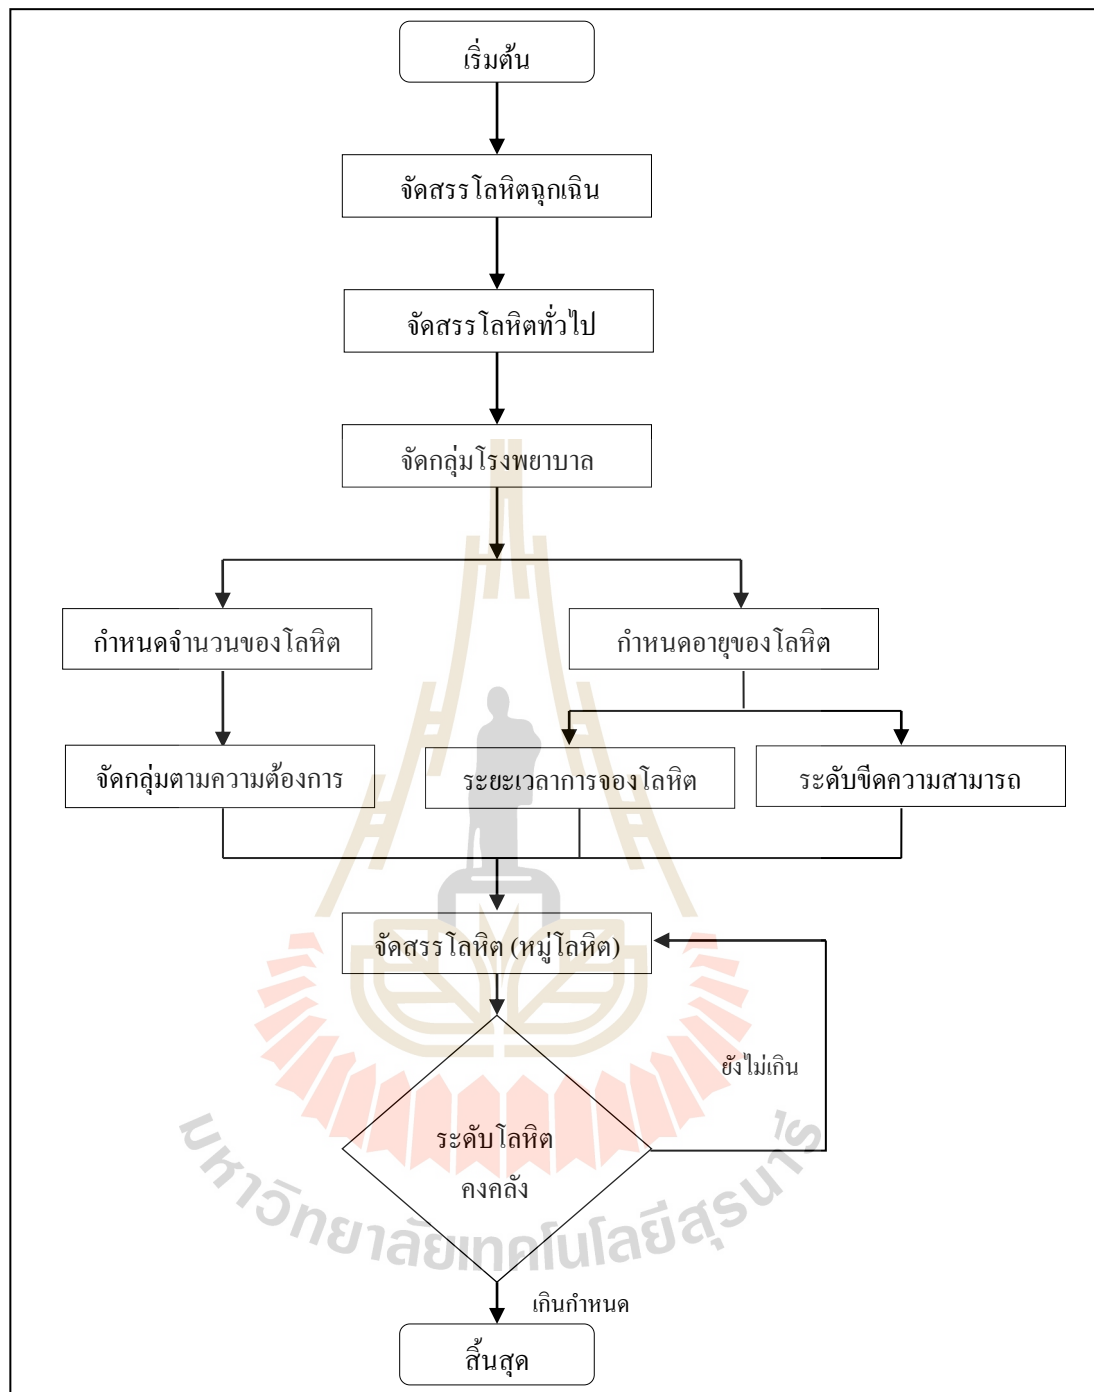 เริ่มต้น
จัดสรรโลหิตฉุกเฉิน
จัดสรรโลหิตทั่วไป
จัดกลุ่มโรงพยาบาล
กำหนดจำนวนของโลหิต
กำหนดอายุของโลหิต
จัดกลุ่มตามความต้องการ
ระยะเวลาการจองโลหิต
ระดับขีดความสามารถ
จัดสรรโลหิต (หมู่โลหิต)
ยังไม่เกิน
ระดับโลหิต
คงคลัง
มหาวิทยาลัยเทคโนโลยีสุรนารี
เกินกำหนด
สิ้นสุด